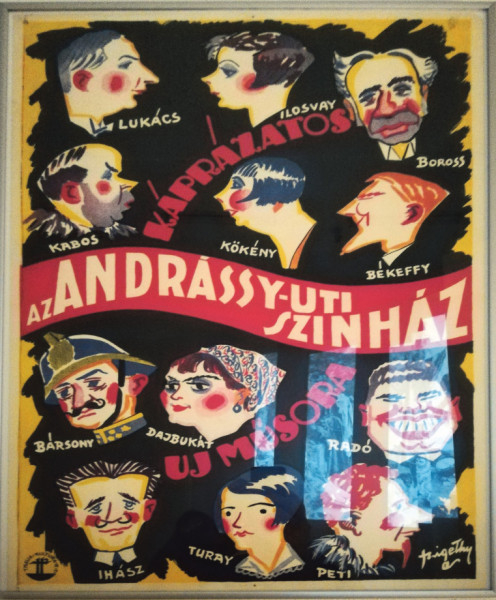 LUKÁCS
ILOSVAY
BOROSS
KÁPRÁZATOS
KABOS
KÖKÉNY
BÉKEFFY
AZ ANDRÁSSY-UTI
SZINHÁZ
BÁRSONY
DAJBUKÁT
RADÓ
UJ MŰSORA
IHÁSZ
TURAY
PETI
Szigethy